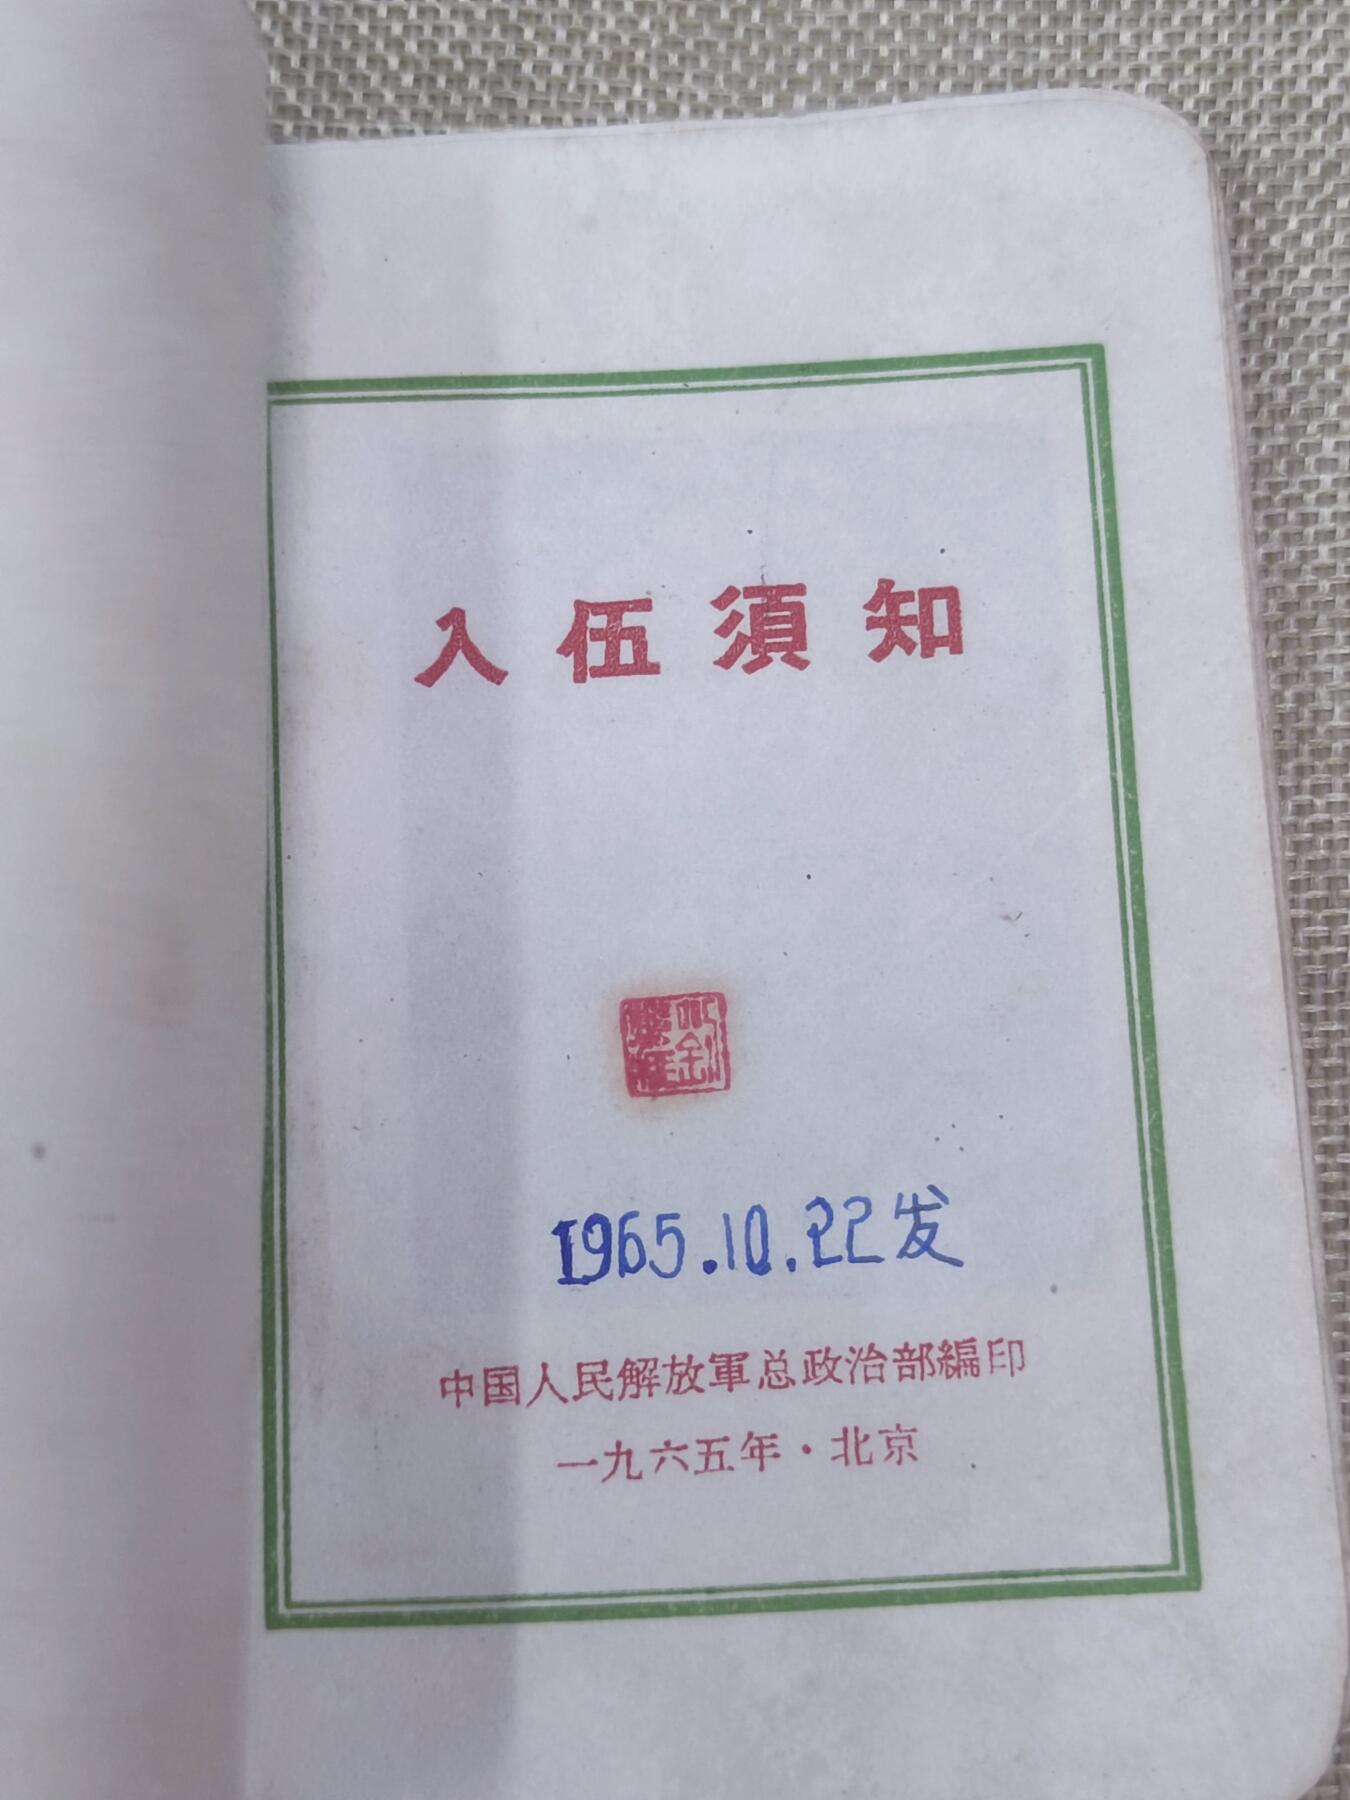 入伍須知
1965.10.22发
中国人民解放軍总政治部編印
一九六五年·北京